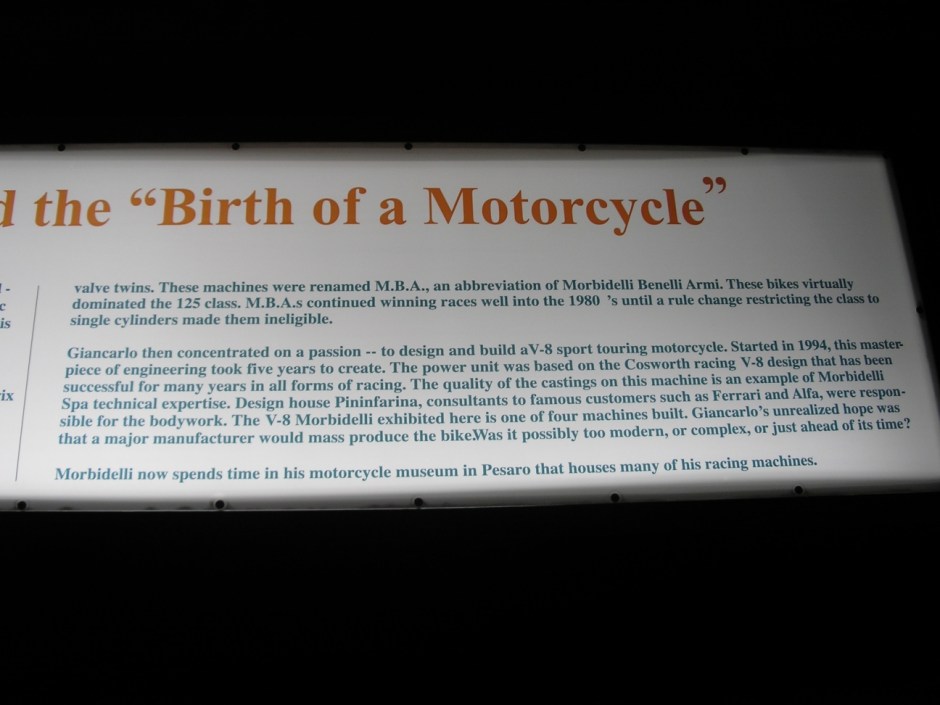 d the “Birth of a Motorcycle”
l -
c
is
rix
valve twins. These machines were renamed M.B.A., an abbreviation of Morbidelli Benelli Armi. These bikes virtually
dominated the 125 class. M.B.A.s continued winning races well into the 1980 ’s until a rule change restricting the class to
single cylinders made them ineligible.
Giancarlo then concentrated on a passion -- to design and build aV-8 sport touring motorcycle. Started in 1994, this master-
piece of engineering took five years to create. The power unit was based on the Cosworth racing V-8 design that has been
successful for many years in all forms of racing. The quality of the castings on this machine is an example of Morbidelli
Spa technical expertise. Design house Pininfarina, consultants to famous customers such as Ferrari and Alfa, were respon-
sible for the bodywork. The V-8 Morbidelli exhibited here is one of four machines built. Giancarlo’s unrealized hope was
that a major manufacturer would mass produce the bike.Was it possibly too modern, or complex, or just ahead of its time?
Morbidelli now spends time in his motorcycle museum in Pesaro that houses many of his racing machines.